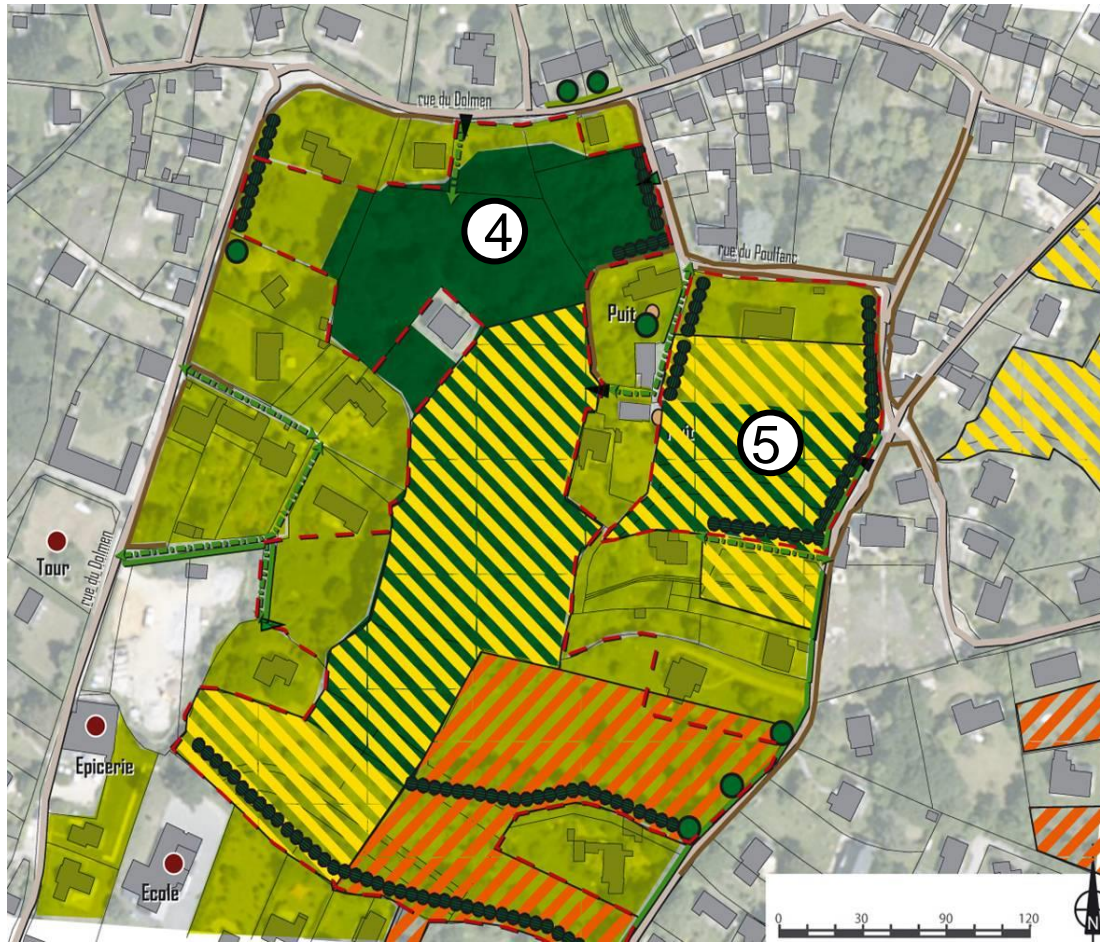 rue du Dolmen
4
rue du Poulfanc
Puit
5
Tour
rue du Dolmen
Epicerie
Ecole
0 30 90 120
N